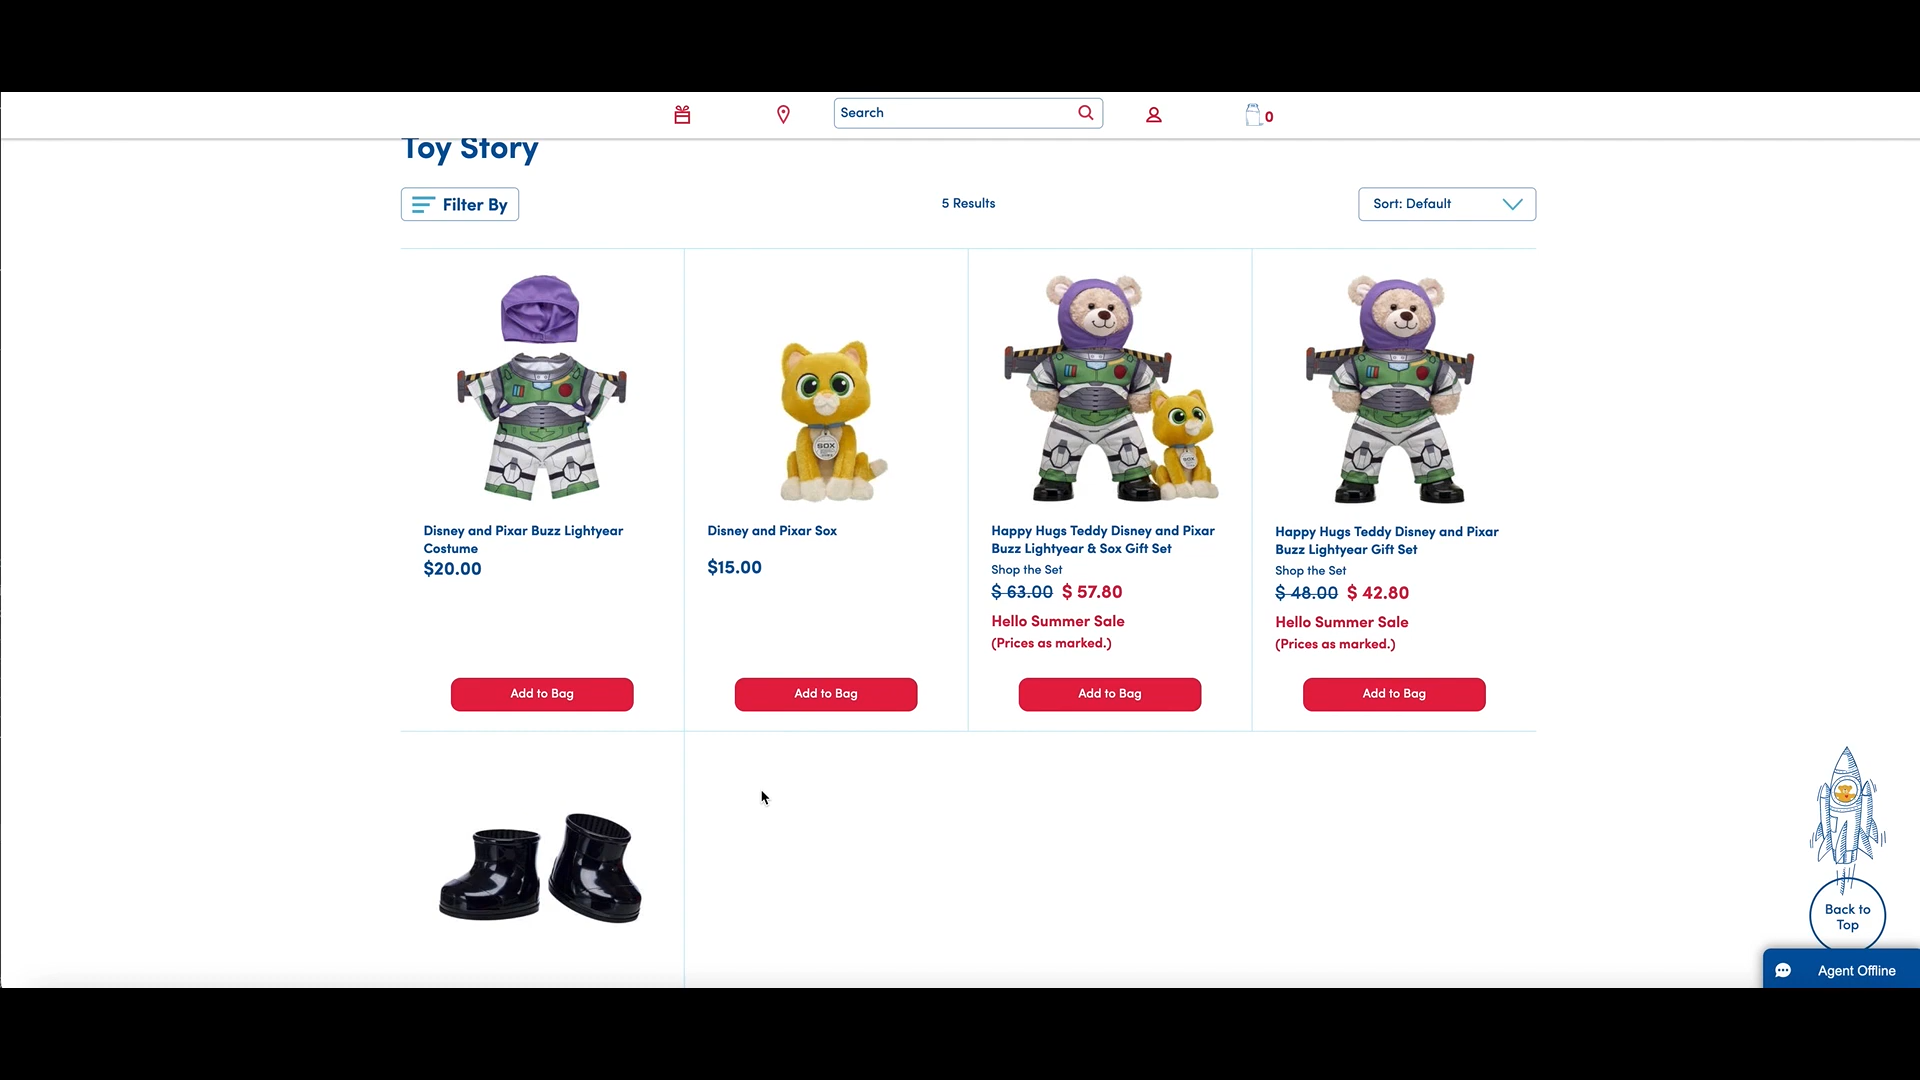 Search
0
Toy Story
Filter By
5 Results
Sort: Default
SOX
SOX
Disney and Pixar Buzz Lightyear
Costume
$20.00
Disney and Pixar Sox
$15.00
Happy Hugs Teddy Disney and Pixar
Buzz Lightyear & Sox Gift Set
Shop the Set
$ 63.00 $ 57.80
Hello Summer Sale
(Prices as marked.)
Happy Hugs Teddy Disney and Pixar
Buzz Lightyear Gift Set
Shop the Set
$ 48.00 $ 42.80
Hello Summer Sale
(Prices as marked.)
Add to Bag
Add to Bag
Add to Bag
Add to Bag
Back to
Top
Agent Offline